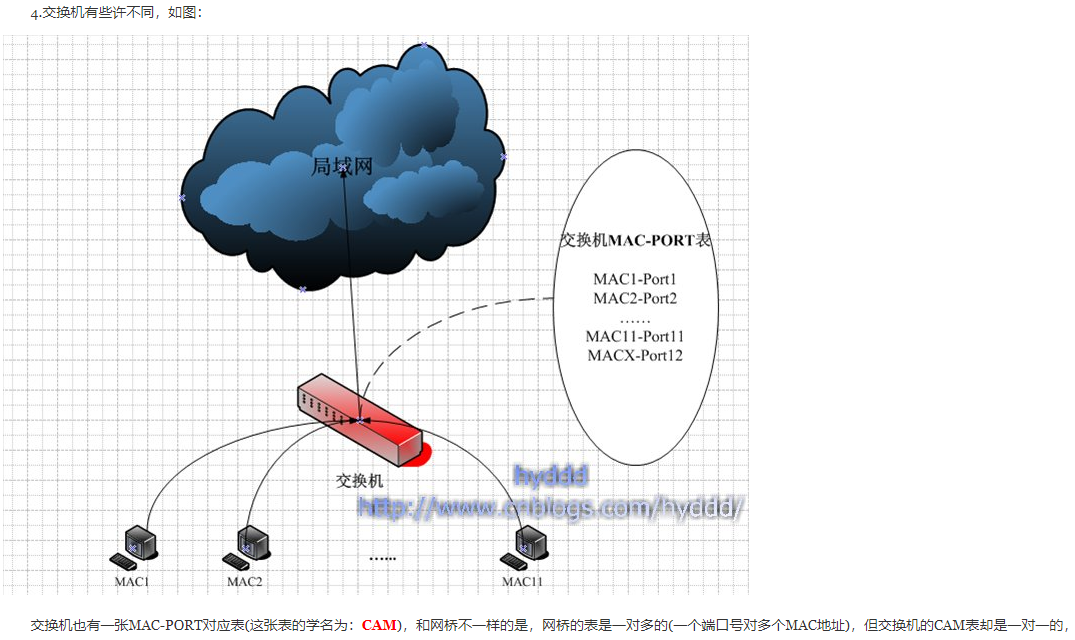 4.交换机有些许不同，如图：
局域网
交换机MAC-PORT表
MAC1-Port1
MAC2-Port2
……
MAC11-Port11
MACX-Port12
交换机
hyddd
http://www.cnblogs.com/hyddd/
MAC1
MAC2
……
MAC11
交换机也有一张MAC-PORT对应表(这张表的学名为：CAM)，和网桥不一样的是，网桥的表是一对多的(一个端口号对多个MAC地址)，但交换机的CAM表却是一对一的，